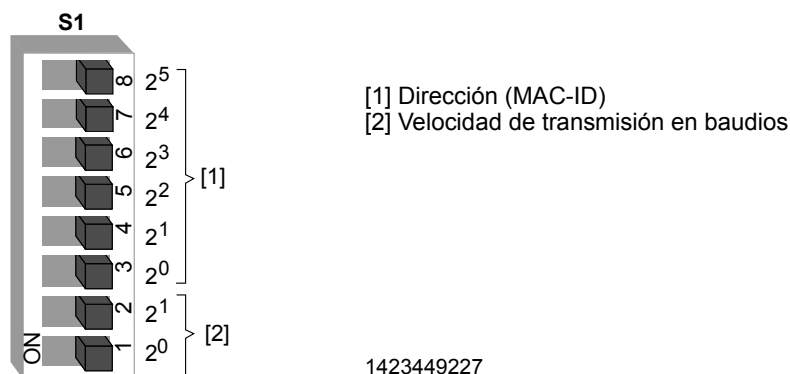 S1
8 2⁵
7 2⁴
6 2³
5 2²
4 2¹
3 2⁰
[1]
2 2¹
1 2⁰
[2]
ON
[1] Dirección (MAC-ID)
[2] Velocidad de transmisión en baudios
1423449227